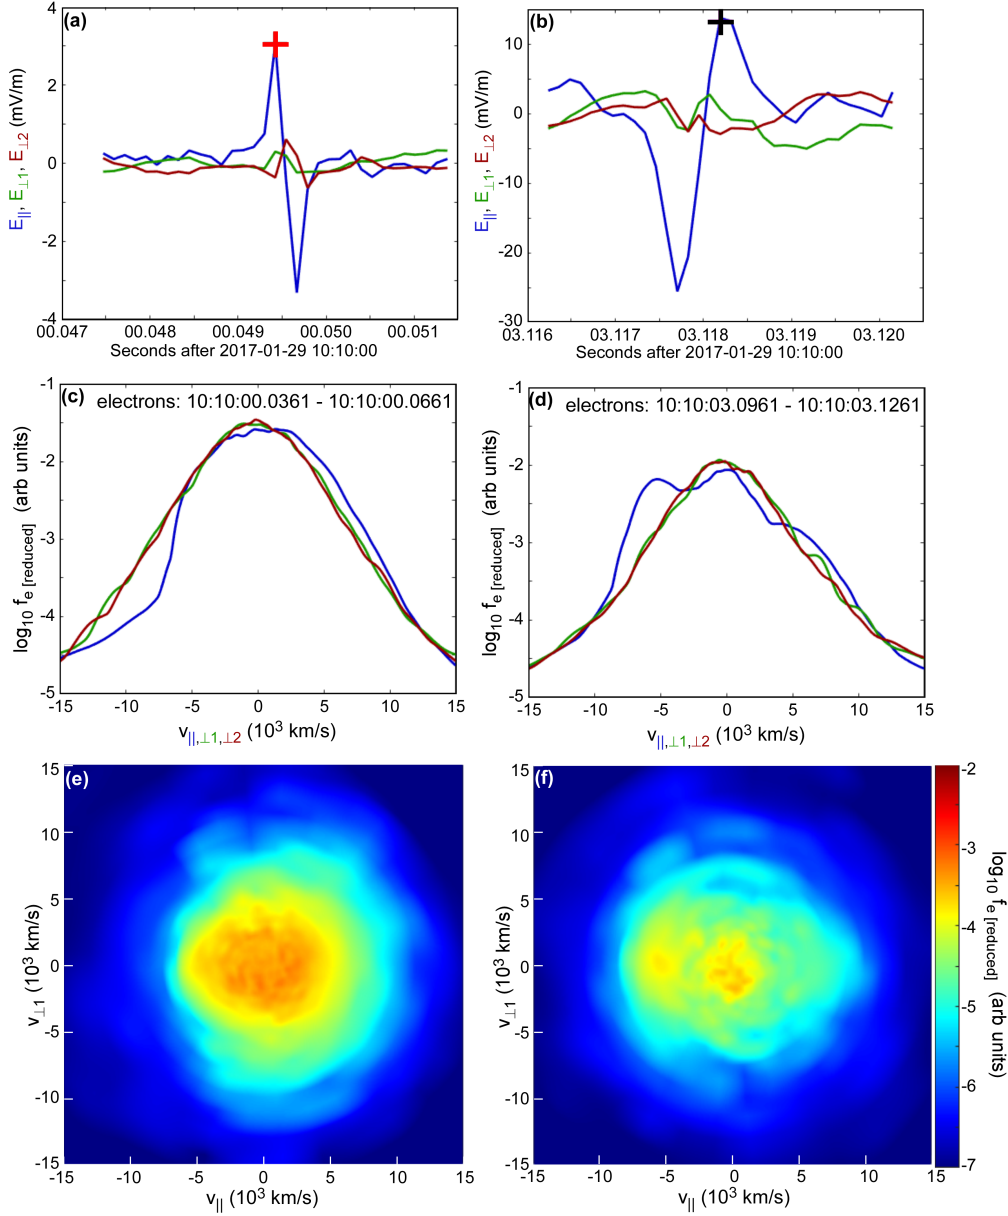 (a)
4
2
0
-2
-4
E||, E⊥1, E⊥2 (mV/m)
00.047 00.048 00.049 00.050 00.051
Seconds after 2017-01-29 10:10:00
(b)
10
0
-10
-20
-30
E||, E⊥1, E⊥2 (mV/m)
03.116 03.117 03.118 03.119 03.120
Seconds after 2017-01-29 10:10:00
(c) electrons: 10:10:00.0361 - 10:10:00.0661
-1
-2
-3
-4
-5
log10 fe [reduced] (arb units)
-15 -10 -5 0 5 10 15
v||,⊥1,⊥2 (10³ km/s)
(d) electrons: 10:10:03.0961 - 10:10:03.1261
-1
-2
-3
-4
-5
log10 fe [reduced] (arb units)
-15 -10 -5 0 5 10 15
v||,⊥1,⊥2 (10³ km/s)
(e)
15
10
5
0
-5
-10
-15
v⊥1 (10³ km/s)
-15 -10 -5 0 5 10 15
v|| (10³ km/s)
(f)
15
10
5
0
-5
-10
-15
v⊥1 (10³ km/s)
-15 -10 -5 0 5 10 15
v|| (10³ km/s)
-2
-3
-4
-5
-6
-7
log10 fe [reduced] (arb units)